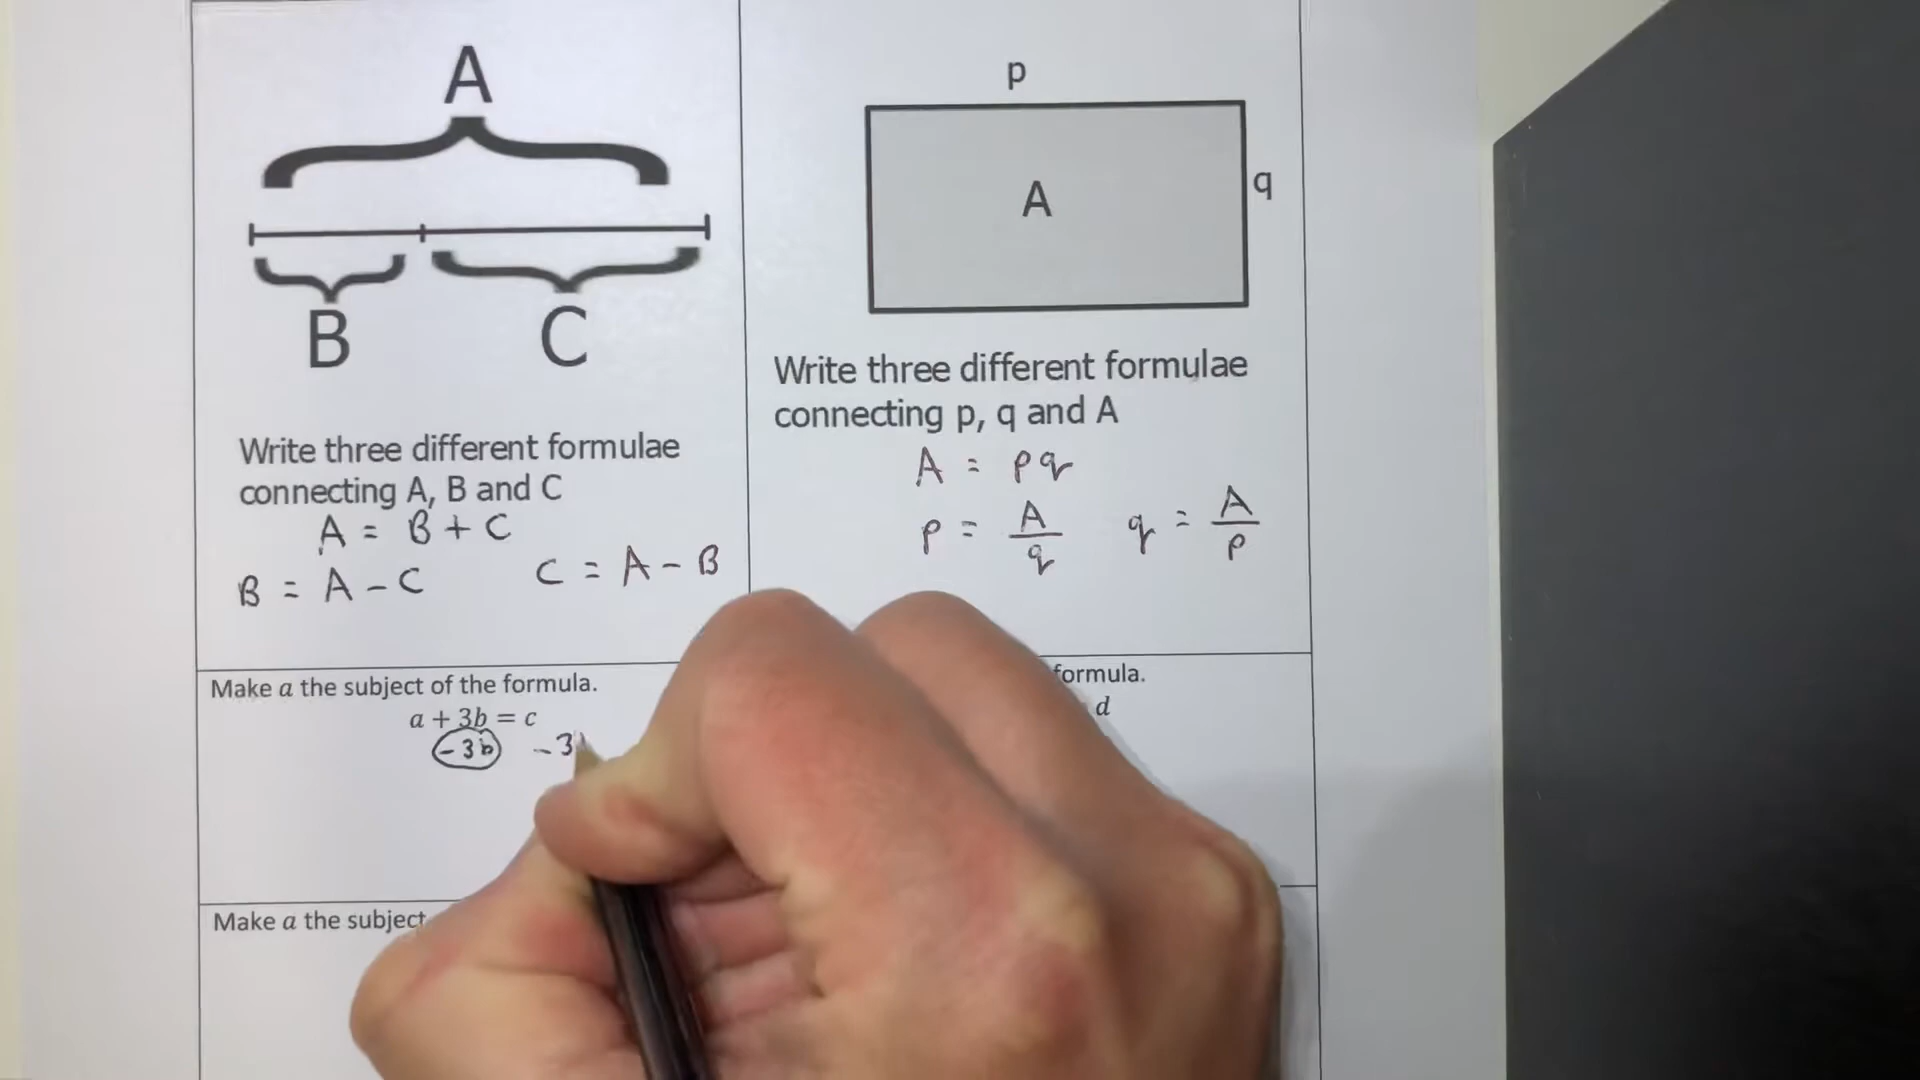 A
B C
Write three different formulae
connecting A, B and C
A = B + C
B = A - C
C = A - B
p
A
q
Write three different formulae
connecting p, q and A
A = pq
p = A/q
q = A/p
Make a the subject of the formula.
a + 3b = c
-3b -3
formula.
d
Make a the subject